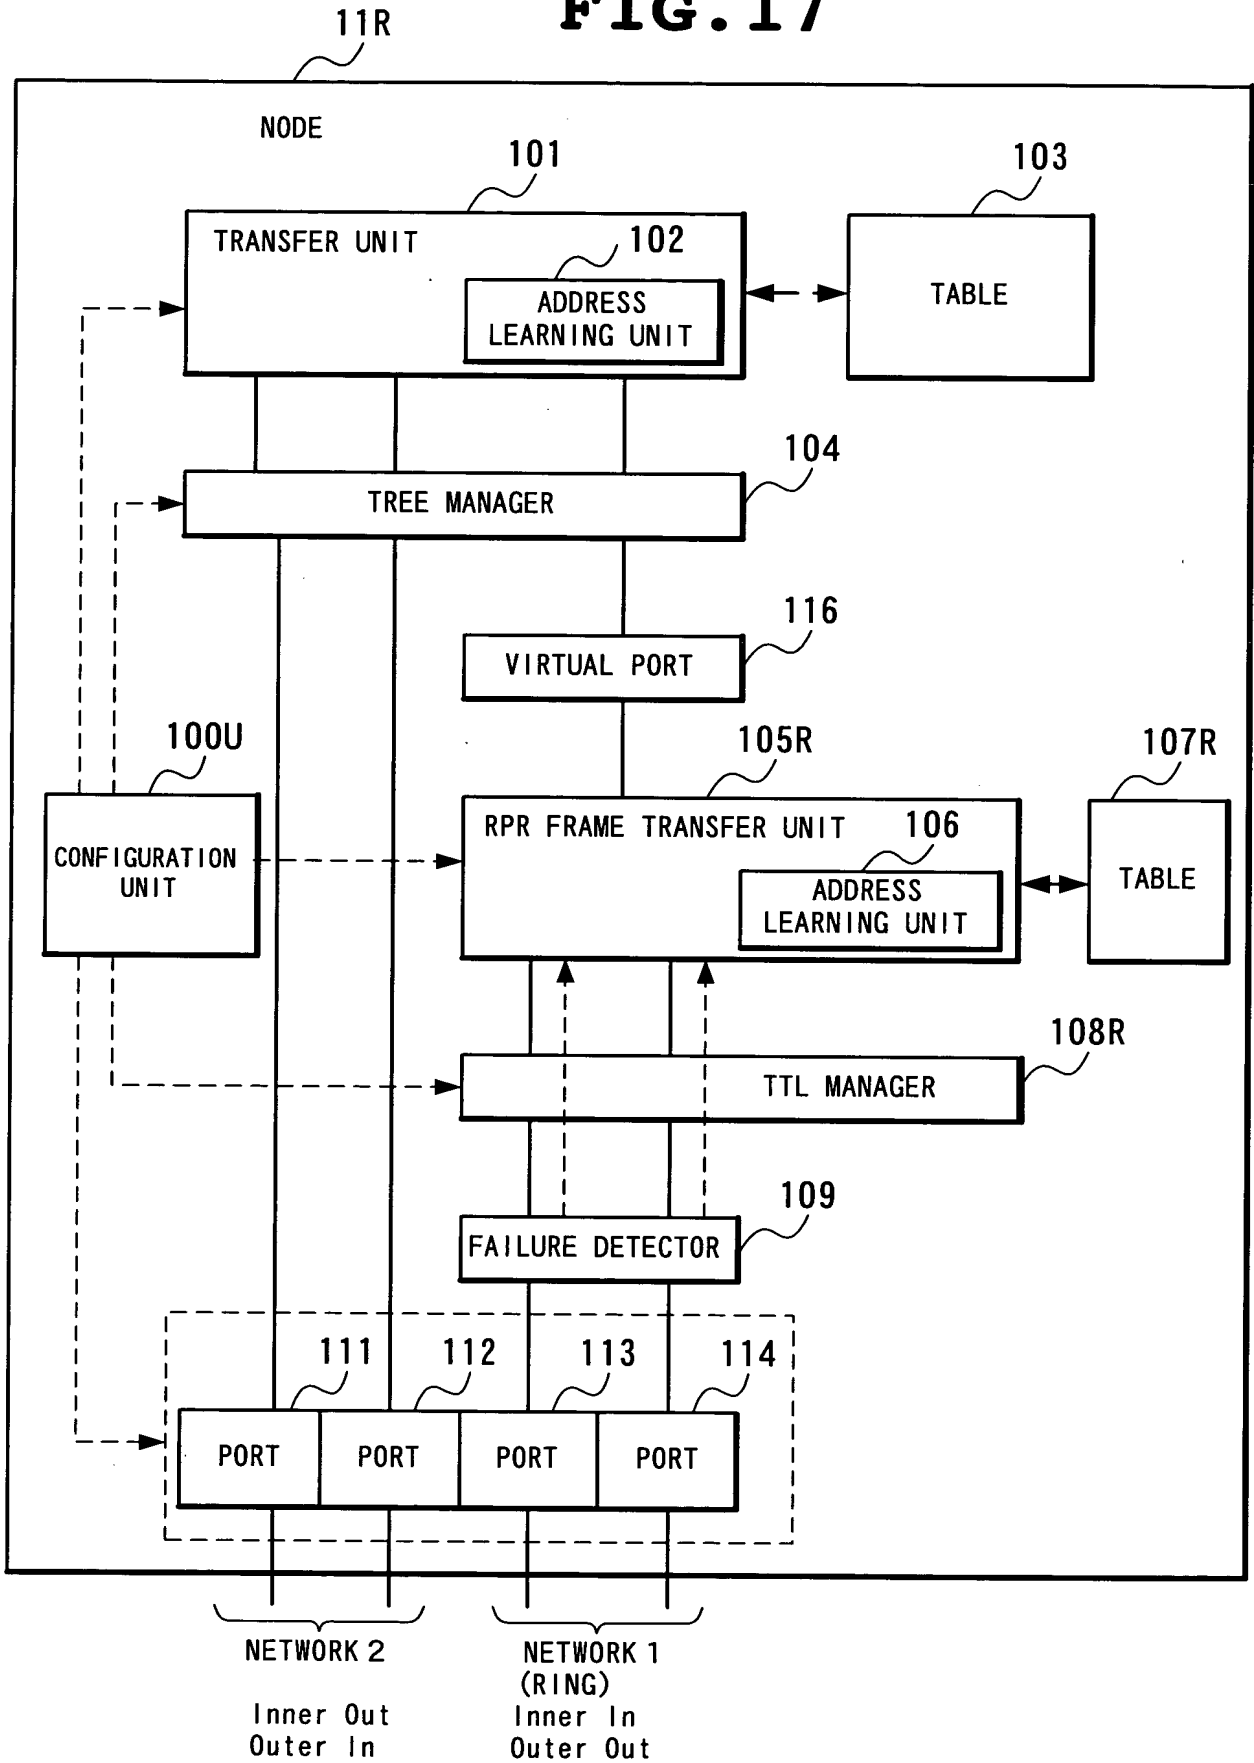 FIG.17
11R
NODE
101
103
TRANSFER UNIT
102
ADDRESS
LEARNING UNIT
TABLE
104
TREE MANAGER
116
VIRTUAL PORT
100U
105R
107R
CONFIGURATION
UNIT
RPR FRAME TRANSFER UNIT
106
ADDRESS
LEARNING UNIT
TABLE
108R
TTL MANAGER
109
FAILURE DETECTOR
111
112
113
114
PORT
PORT
PORT
PORT
NETWORK 2
Inner Out
Outer In
NETWORK 1
(RING)
Inner In
Outer Out